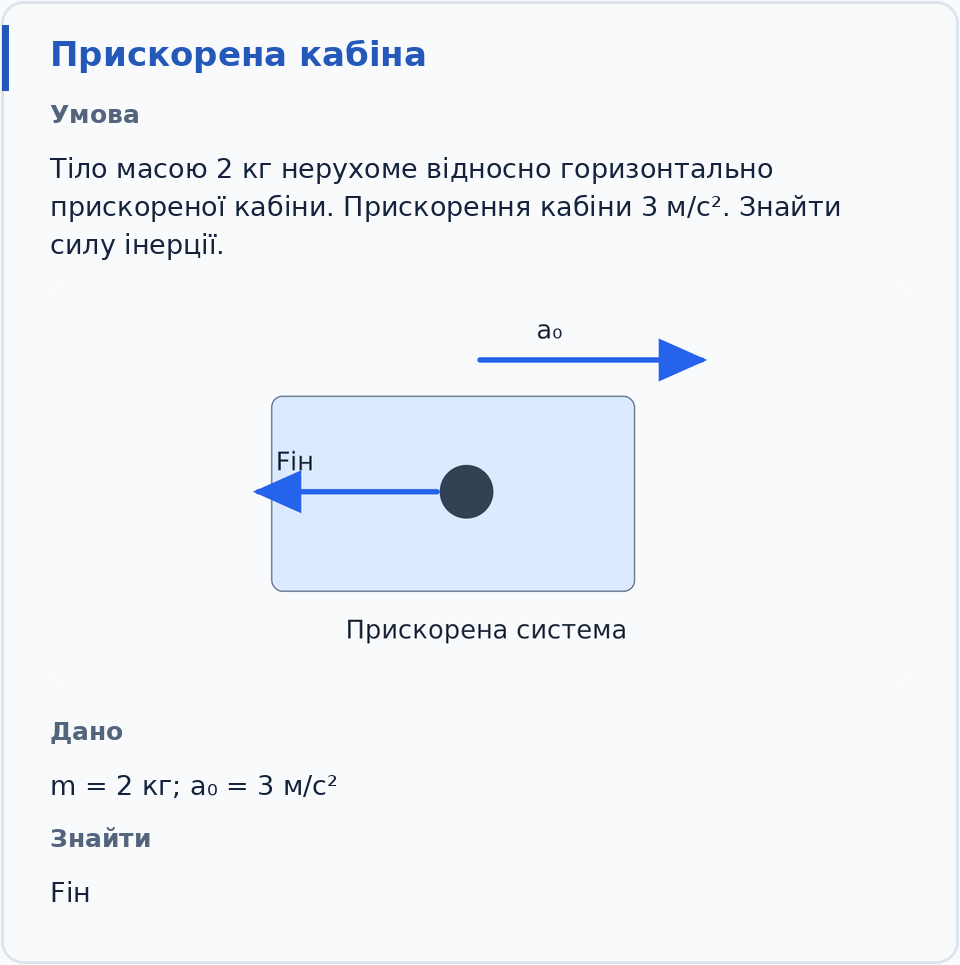 Прискорена кабіна
Умова
Тіло масою 2 кг нерухоме відносно горизонтально
прискореної кабіни. Прискорення кабіни 3 м/с². Знайти
силу інерції.
a₀
Fін
Прискорена система
Дано
m = 2 кг; a₀ = 3 м/с²
Знайти
Fін